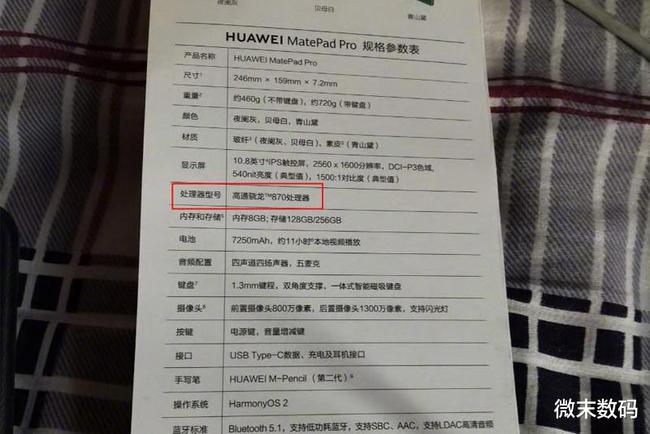 夜阑灰 贝母白 青山黛
HUAWEI MatePad Pro 规格参数表
产品名称 HUAWEI MatePad Pro
尺寸¹ 246mm × 159mm × 7.2mm
重量² 约460g(不带键盘),约720g(带键盘)
颜色 夜阑灰、贝母白,青山黛
材质 玻纤³(夜阑灰、贝母白)、素皮³(青山黛)
显示屏 10.8英寸⁴IPS触控屏,2560 x 1600分辨率,DCI-P3色域,
540nit亮度(典型值),1500:1对比度(典型值)
处理器型号 高通骁龙™870处理器
内存和存储⁵ 内存8GB; 存储128GB/256GB
电池 7250mAh,约11小时⁶本地视频播放
音频配置 四声道四扬声器,五麦克
键盘⁷ 1.3mm键程,双角度支撑,一体式智能磁吸键盘
摄像头⁸ 前置摄像头800万像素,后置摄像头1300万像素,支持闪光灯
按键 电源键,音量增减键
接口 USB Type-C数据、充电及耳机接口
手写笔 HUAWEI M-Pencil(第二代)⁹
操作系统 HarmonyOS 2
蓝牙标准 Bluetooth 5.1,支持低功耗蓝牙,支持SBC、AAC,支持LDAC高清音频
微末数码